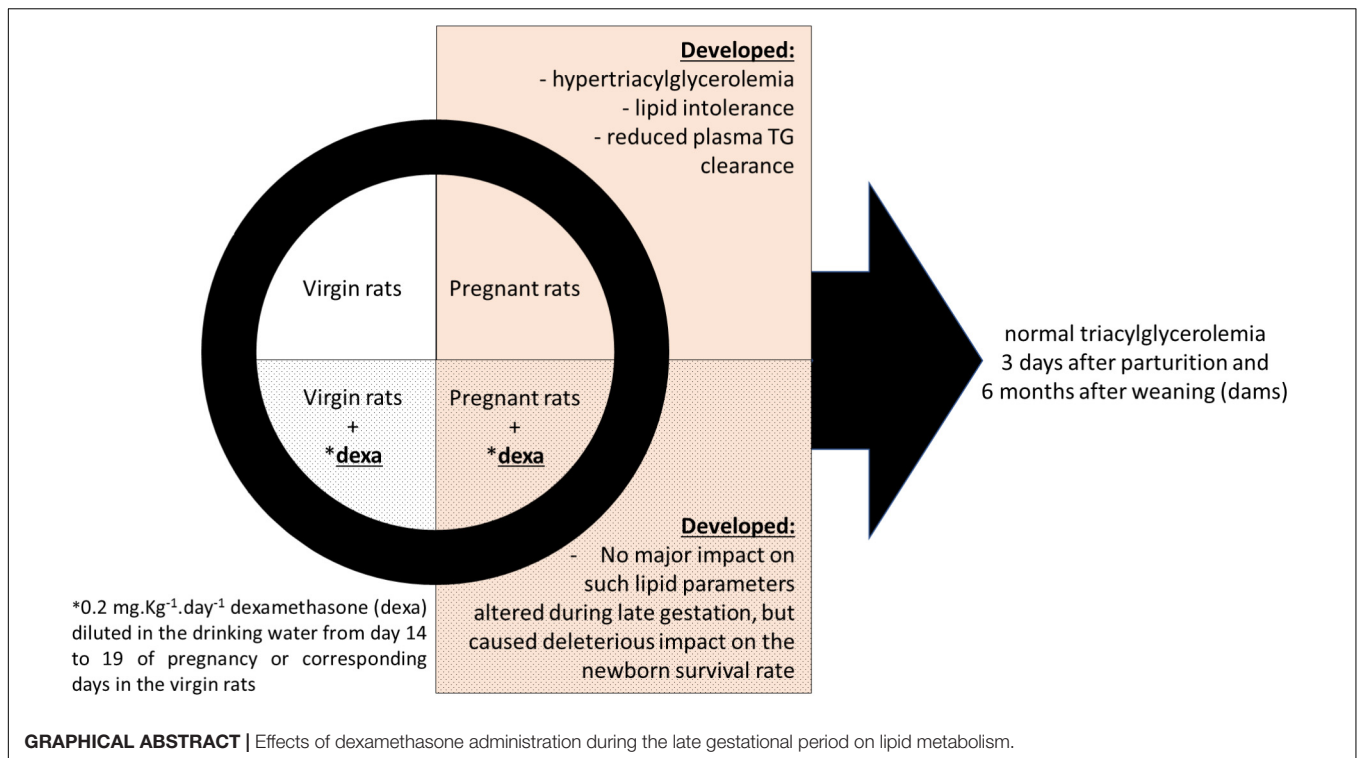 Developed:
- hypertriacylglycerolemia
- lipid intolerance
- reduced plasma TG
clearance
Virgin rats
Pregnant rats
Virgin rats
+
*dexa
Pregnant rats
+
*dexa
normal triacylglycerolemia
3 days after parturition and
6 months after weaning (dams)
Developed:
- No major impact on
such lipid parameters
altered during late gestation, but
caused deleterious impact on the
newborn survival rate
*0.2 mg.Kg⁻¹.day⁻¹ dexamethasone (dexa)
diluted in the drinking water from day 14
to 19 of pregnancy or corresponding
days in the virgin rats
GRAPHICAL ABSTRACT | Effects of dexamethasone administration during the late gestational period on lipid metabolism.